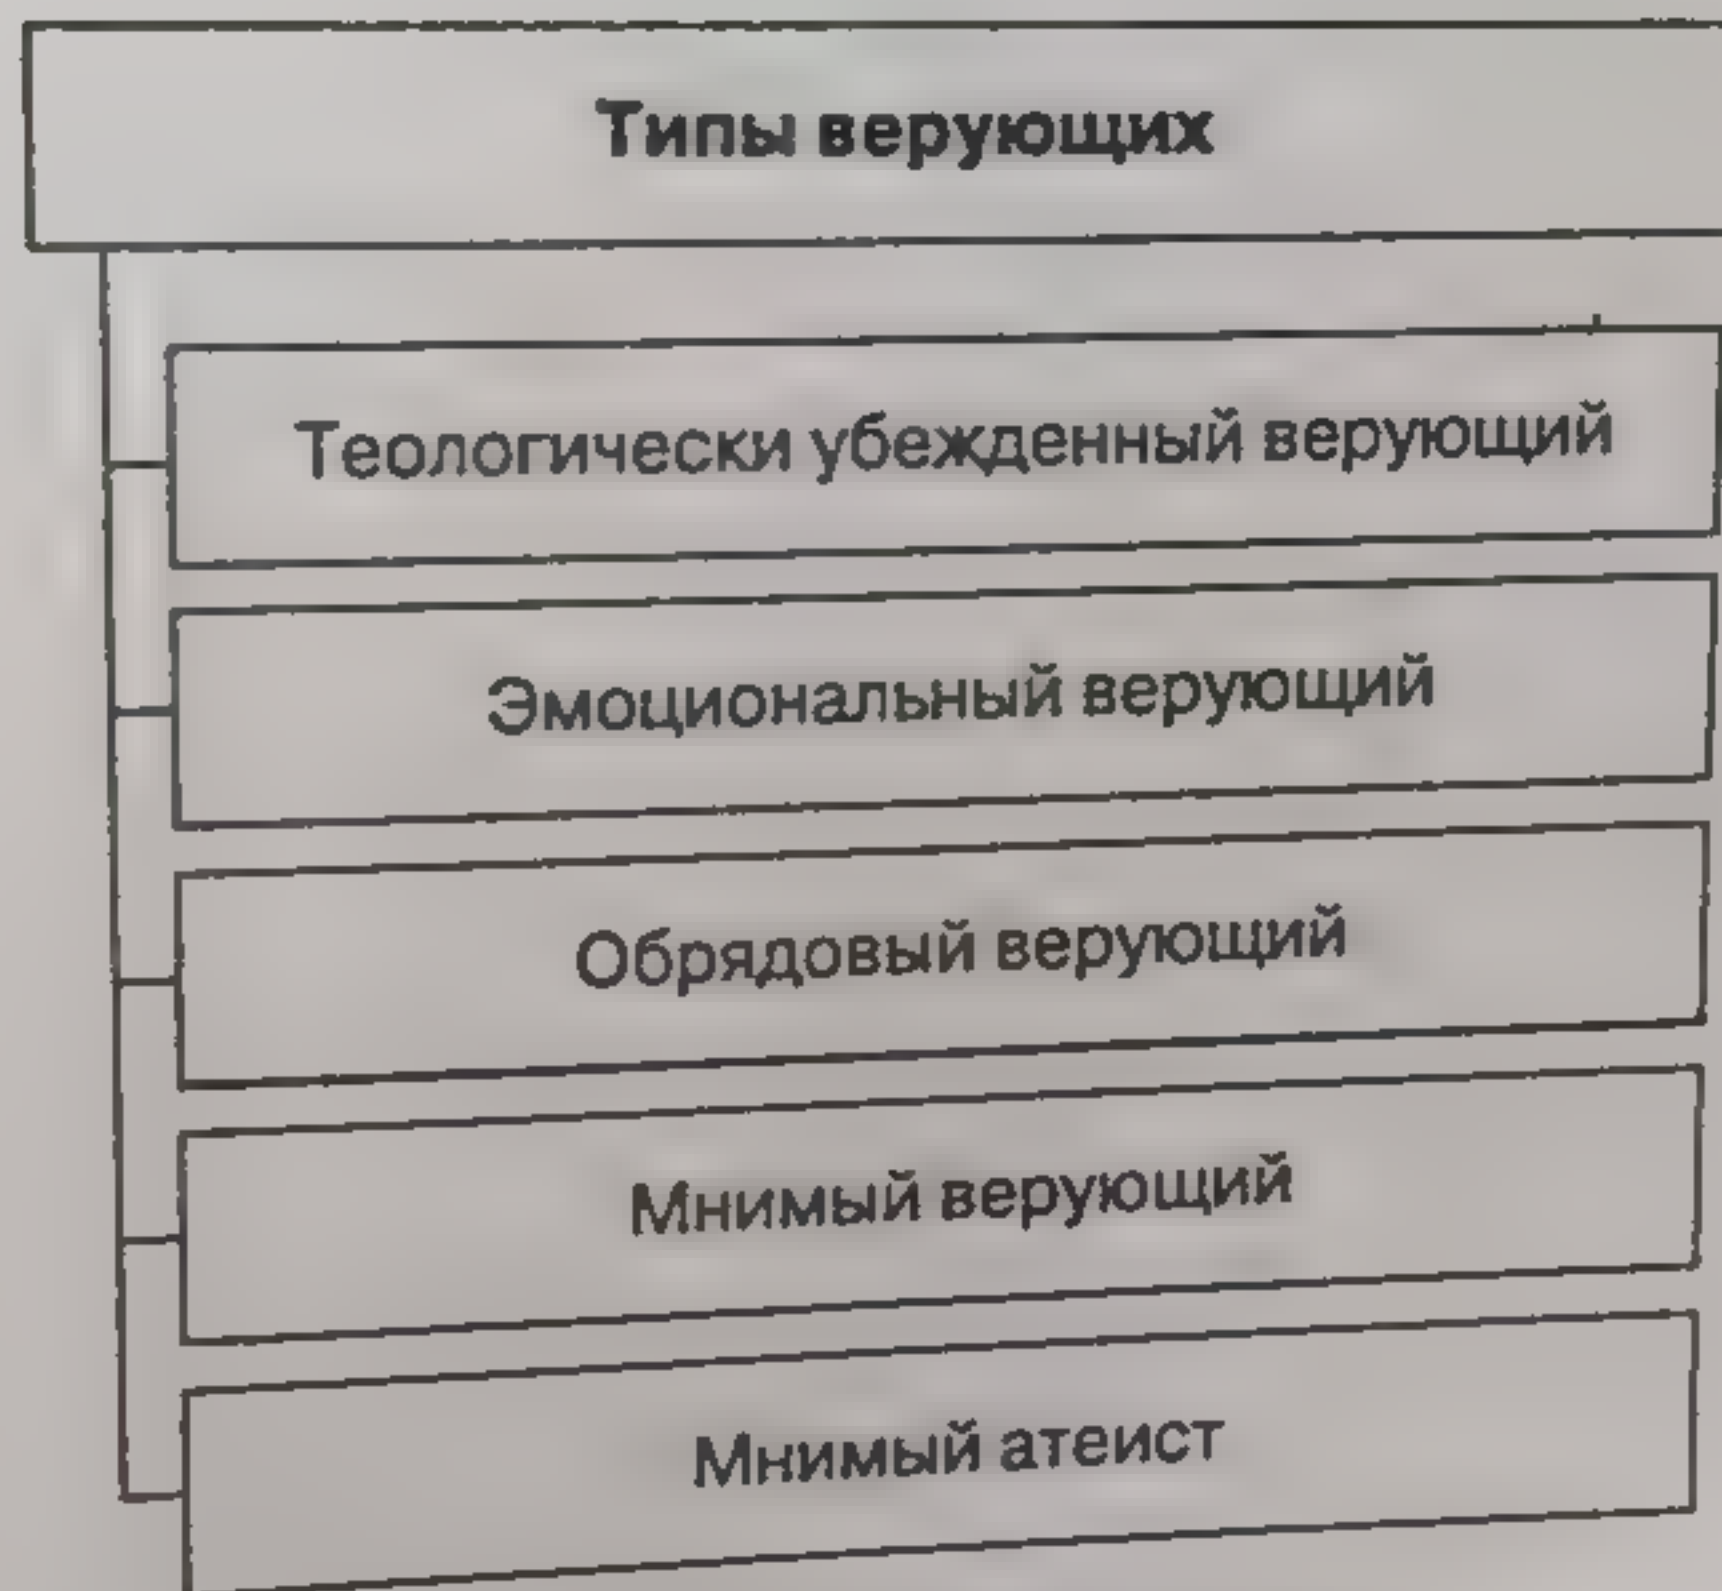 Типы верующих
Теологически убежденный верующий
Эмоциональный верующий
Обрядовый верующий
Мнимый верующий
Мнимый атеист